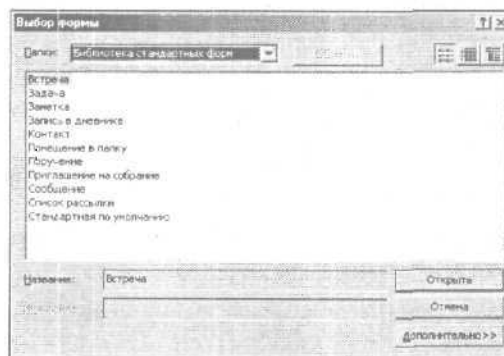 Выбор формы
Папки: Библиотека стандартных форм
Встреча
Задача
Заметка
Запись в дневнике
Контакт
Помещение в папку
Поручение
Приглашение на собрание
Сообщение
Список рассылки
Стандартная по умолчанию
Название: Встреча
Открыть
Отмена
Дополнительно >>